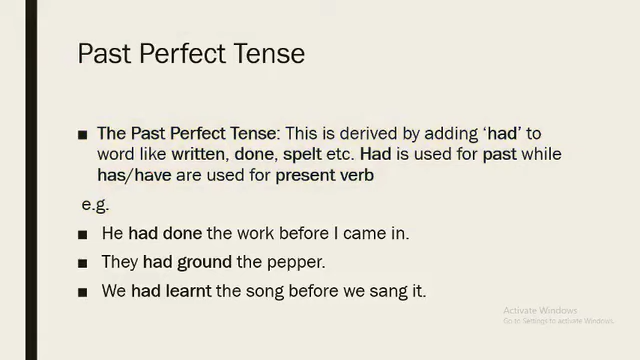 Past Perfect Tense
■ The Past Perfect Tense: This is derived by adding ‘had’ to
word like written, done, spelt etc. Had is used for past while
has/have are used for present verb
e.g.
■ He had done the work before I came in.
■ They had ground the pepper.
■ We had learnt the song before we sang it.
Activate Windows
Go to Settings to activate Windows.